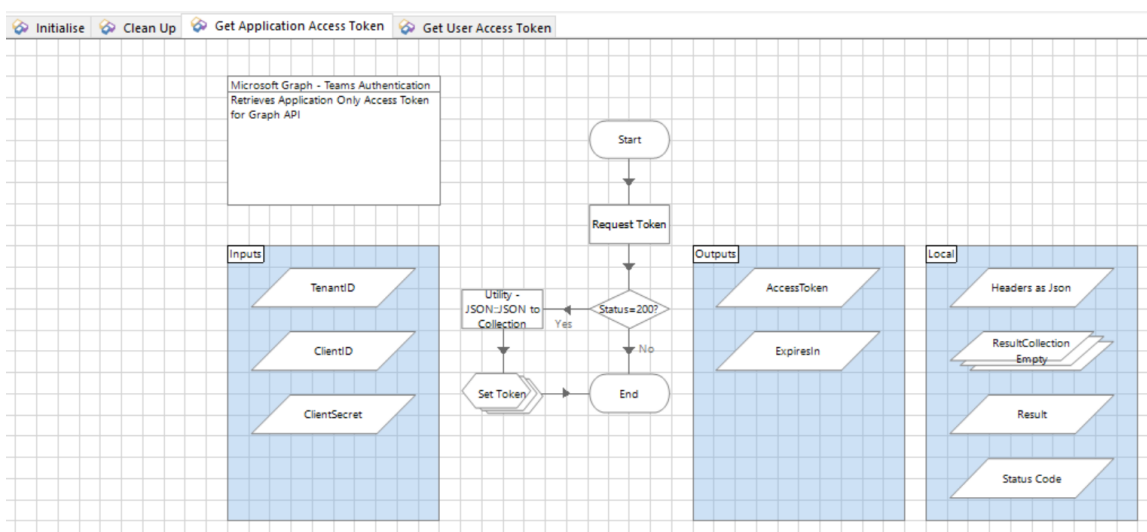 Initialise
Clean Up
Get Application Access Token
Get User Access Token
Microsoft Graph - Teams Authentication
Retrieves Application Only Access Token
for Graph API
Start
Request Token
Inputs
TenantID
ClientID
ClientSecret
Utility -
JSON::JSON to
Collection
Yes
Status=200?
No
Set Token
End
Outputs
AccessToken
ExpiresIn
Local
Headers as Json
ResultCollection
Empty
Result
Status Code